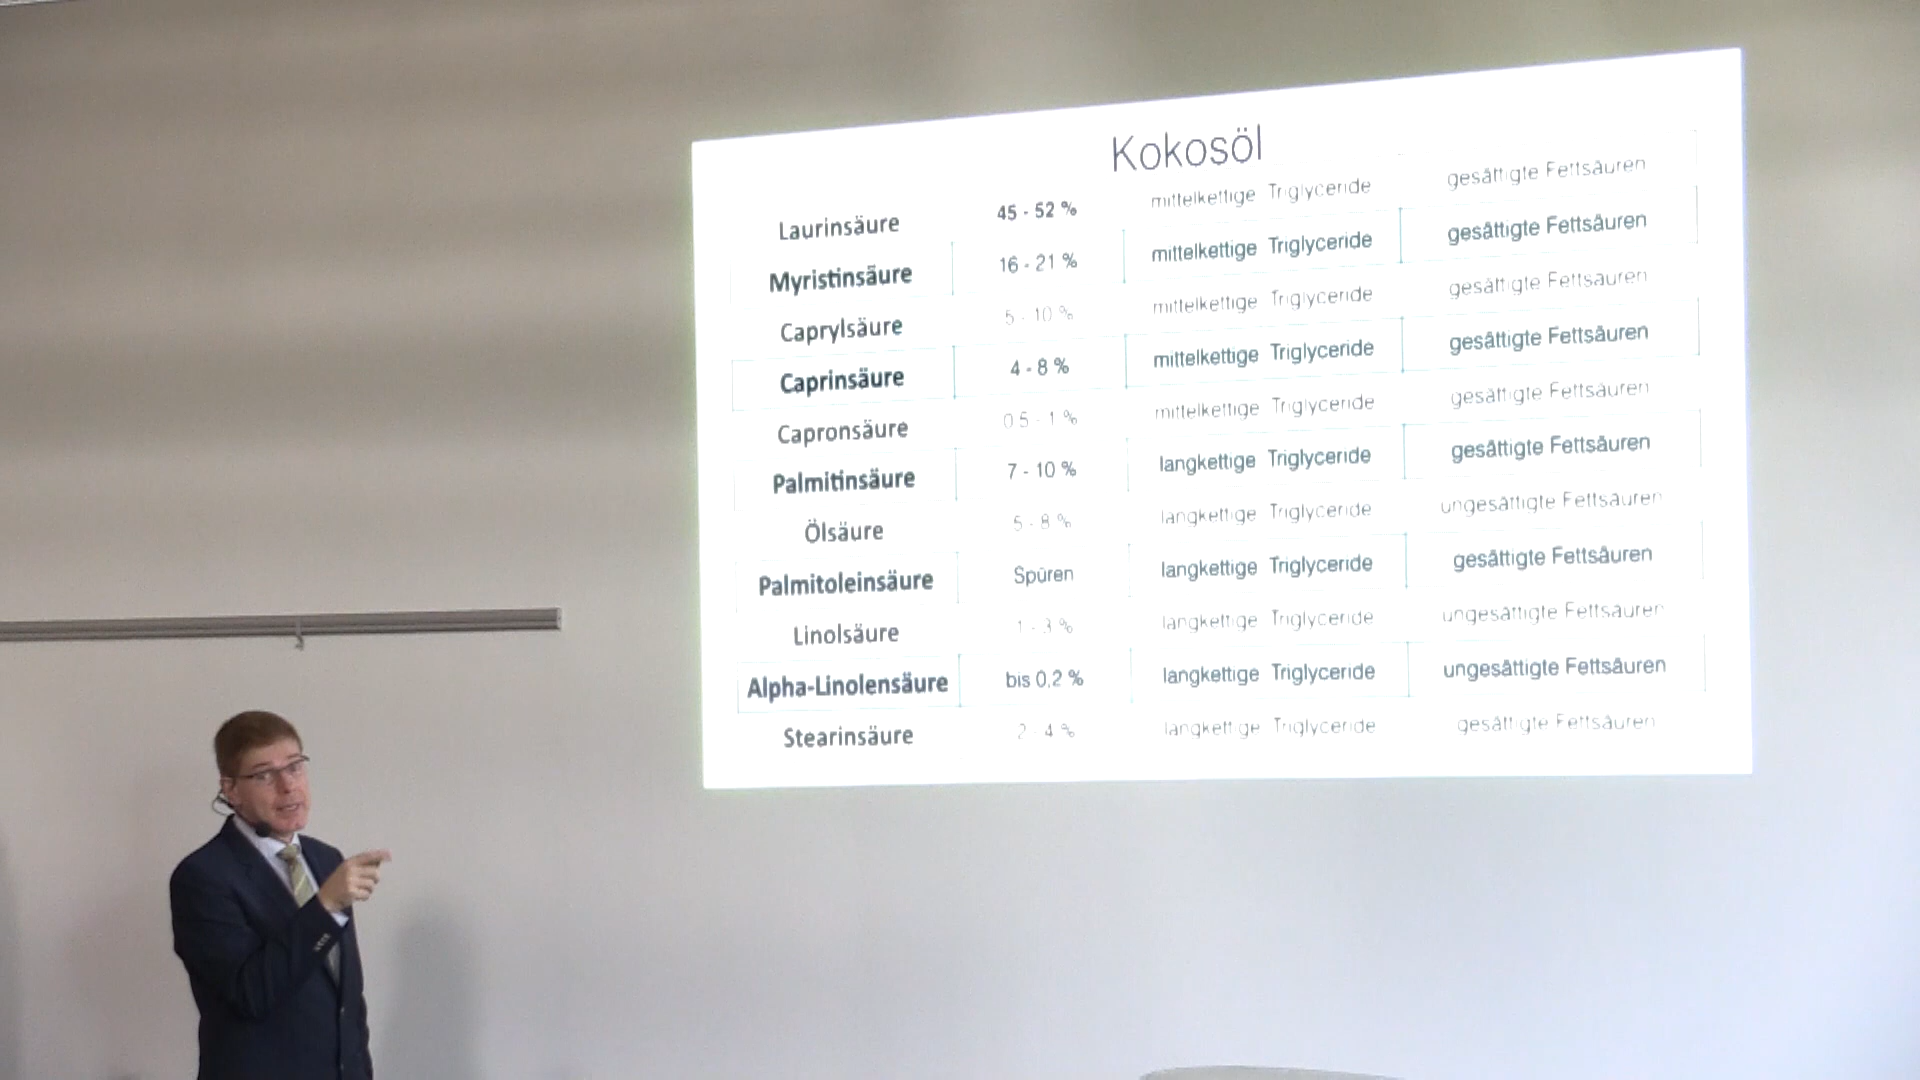 Kokosöl
Laurinsäure 45 - 52 % mittelkettige Triglyceride gesättigte Fettsäuren
Myristinsäure 16 - 21 % mittelkettige Triglyceride gesättigte Fettsäuren
Caprylsäure 5 - 10 % mittelkettige Triglyceride gesättigte Fettsäuren
Caprinsäure 4 - 8 % mittelkettige Triglyceride gesättigte Fettsäuren
Capronsäure 0.5 - 1 % mittelkettige Triglyceride gesättigte Fettsäuren
Palmitinsäure 7 - 10 % langkettige Triglyceride gesättigte Fettsäuren
Ölsäure 5 - 8 % langkettige Triglyceride ungesättigte Fettsäuren
Palmitoleinsäure Spuren langkettige Triglyceride gesättigte Fettsäuren
Linolsäure 1 - 3 % langkettige Triglyceride ungesättigte Fettsäuren
Alpha-Linolensäure bis 0,2 % langkettige Triglyceride ungesättigte Fettsäuren
Stearinsäure 2 - 4 % langkettige Triglyceride gesättigte Fettsäuren